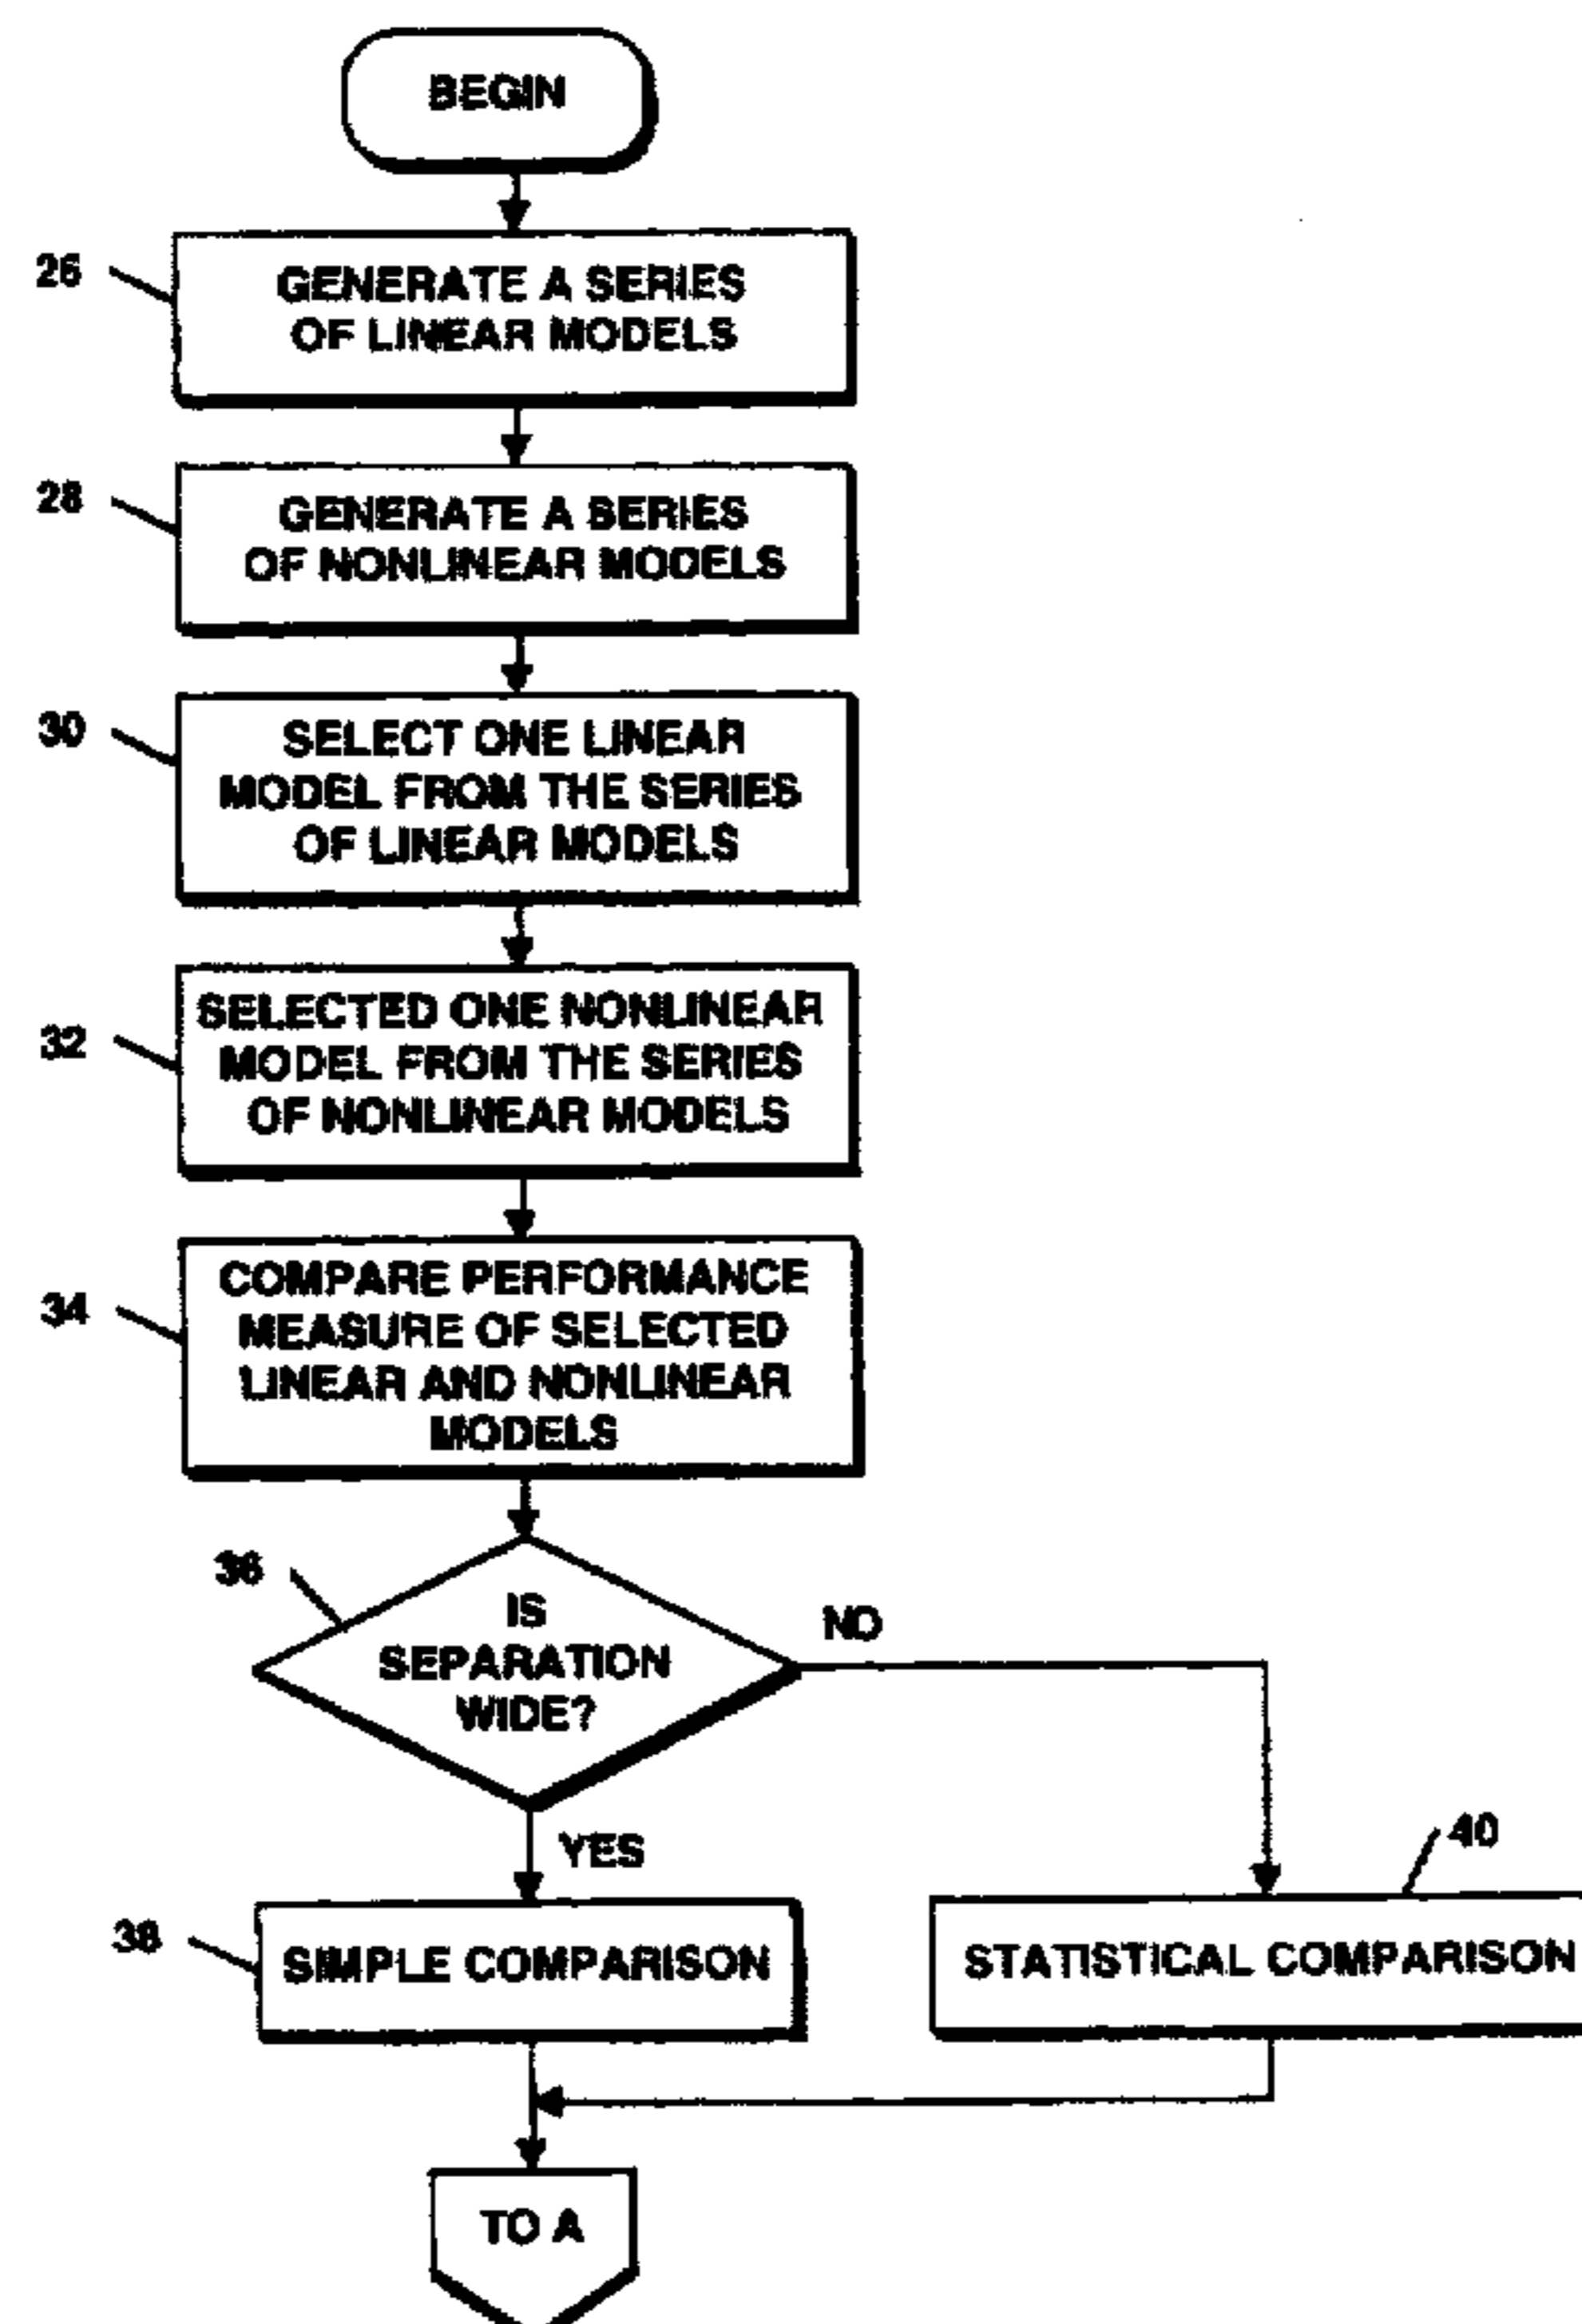 BEGIN
26
GENERATE A SERIES
OF LINEAR MODELS
28
GENERATE A SERIES
OF NONLINEAR MODELS
30
SELECT ONE LINEAR
MODEL FROM THE SERIES
OF LINEAR MODELS
32
SELECTED ONE NONLINEAR
MODEL FROM THE SERIES
OF NONLINEAR MODELS
34
COMPARE PERFORMANCE
MEASURE OF SELECTED
LINEAR AND NONLINEAR
MODELS
36
IS
SEPARATION
WIDE?
NO
YES
40
38
SIMPLE COMPARISON
STATISTICAL COMPARISON
TO A